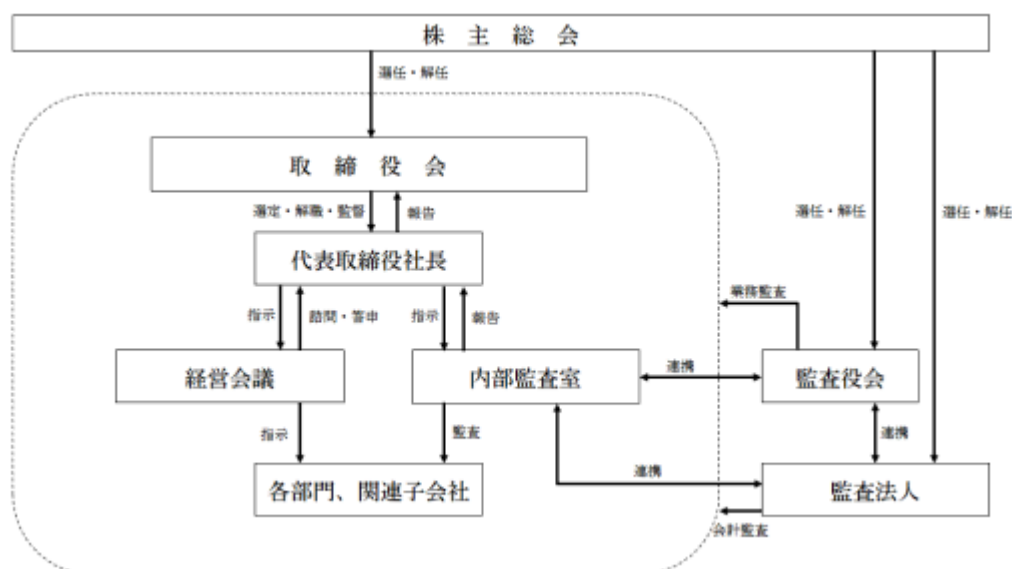 株主総会
選任・解任
取締役会
選定・解職・監督
報告
選任・解任
選任・解任
代表取締役社長
業務監査
指示
諮問・答申
指示
報告
経営会議
内部監査室
連携
監査役会
指示
監査
連携
各部門、関連子会社
連携
監査法人
会計監査